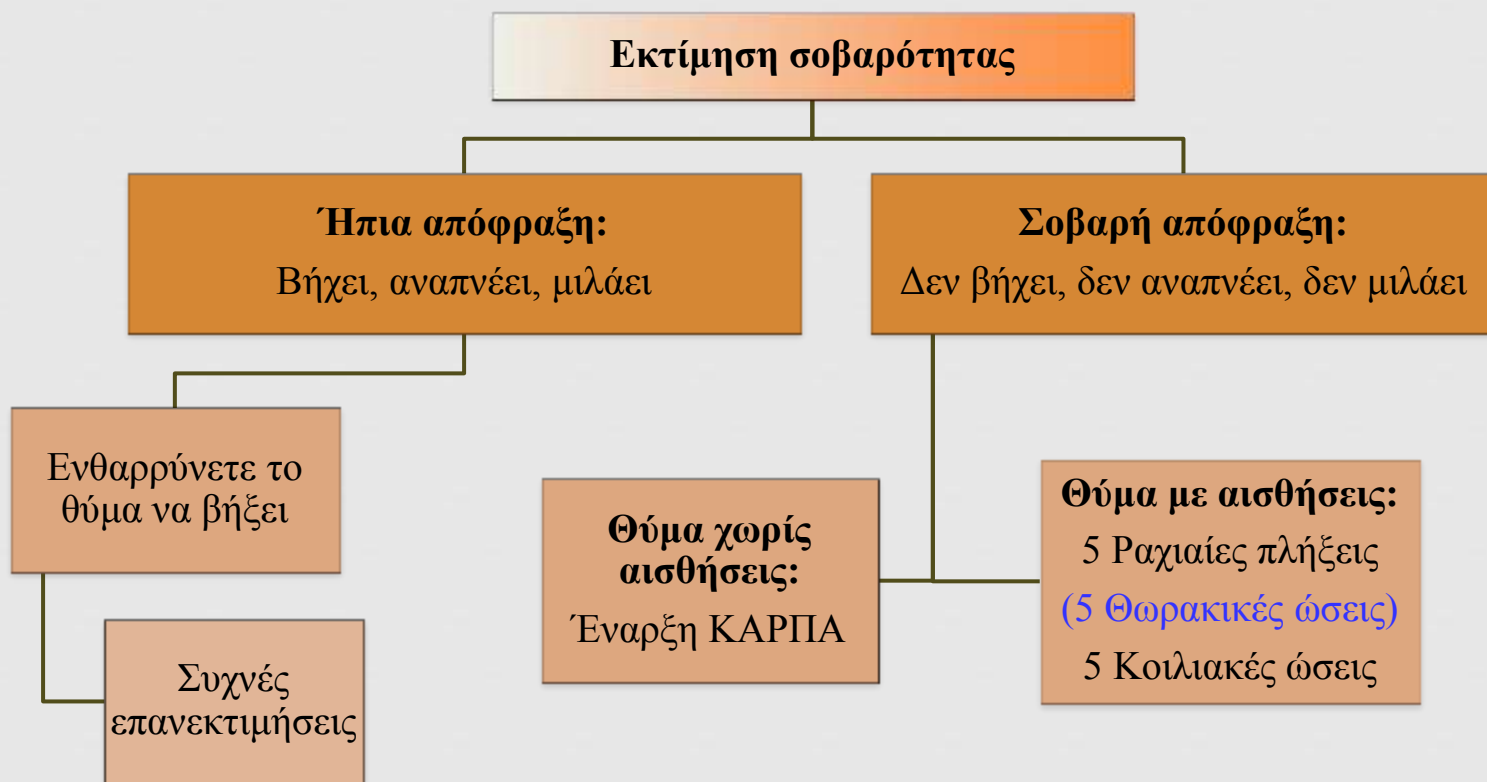 Εκτίμηση σοβαρότητας
Ήπια απόφραξη:
Βήχει, αναπνέει, μιλάει
Σοβαρή απόφραξη:
Δεν βήχει, δεν αναπνέει, δεν μιλάει
Ενθαρρύνετε το
θύμα να βήξει
Συχνές
επανεκτιμήσεις
Θύμα χωρίς
αισθήσεις:
Έναρξη ΚΑΡΠΑ
Θύμα με αισθήσεις:
5 Ραχιαίες πλήξεις
(5 Θωρακικές ώσεις)
5 Κοιλιακές ώσεις